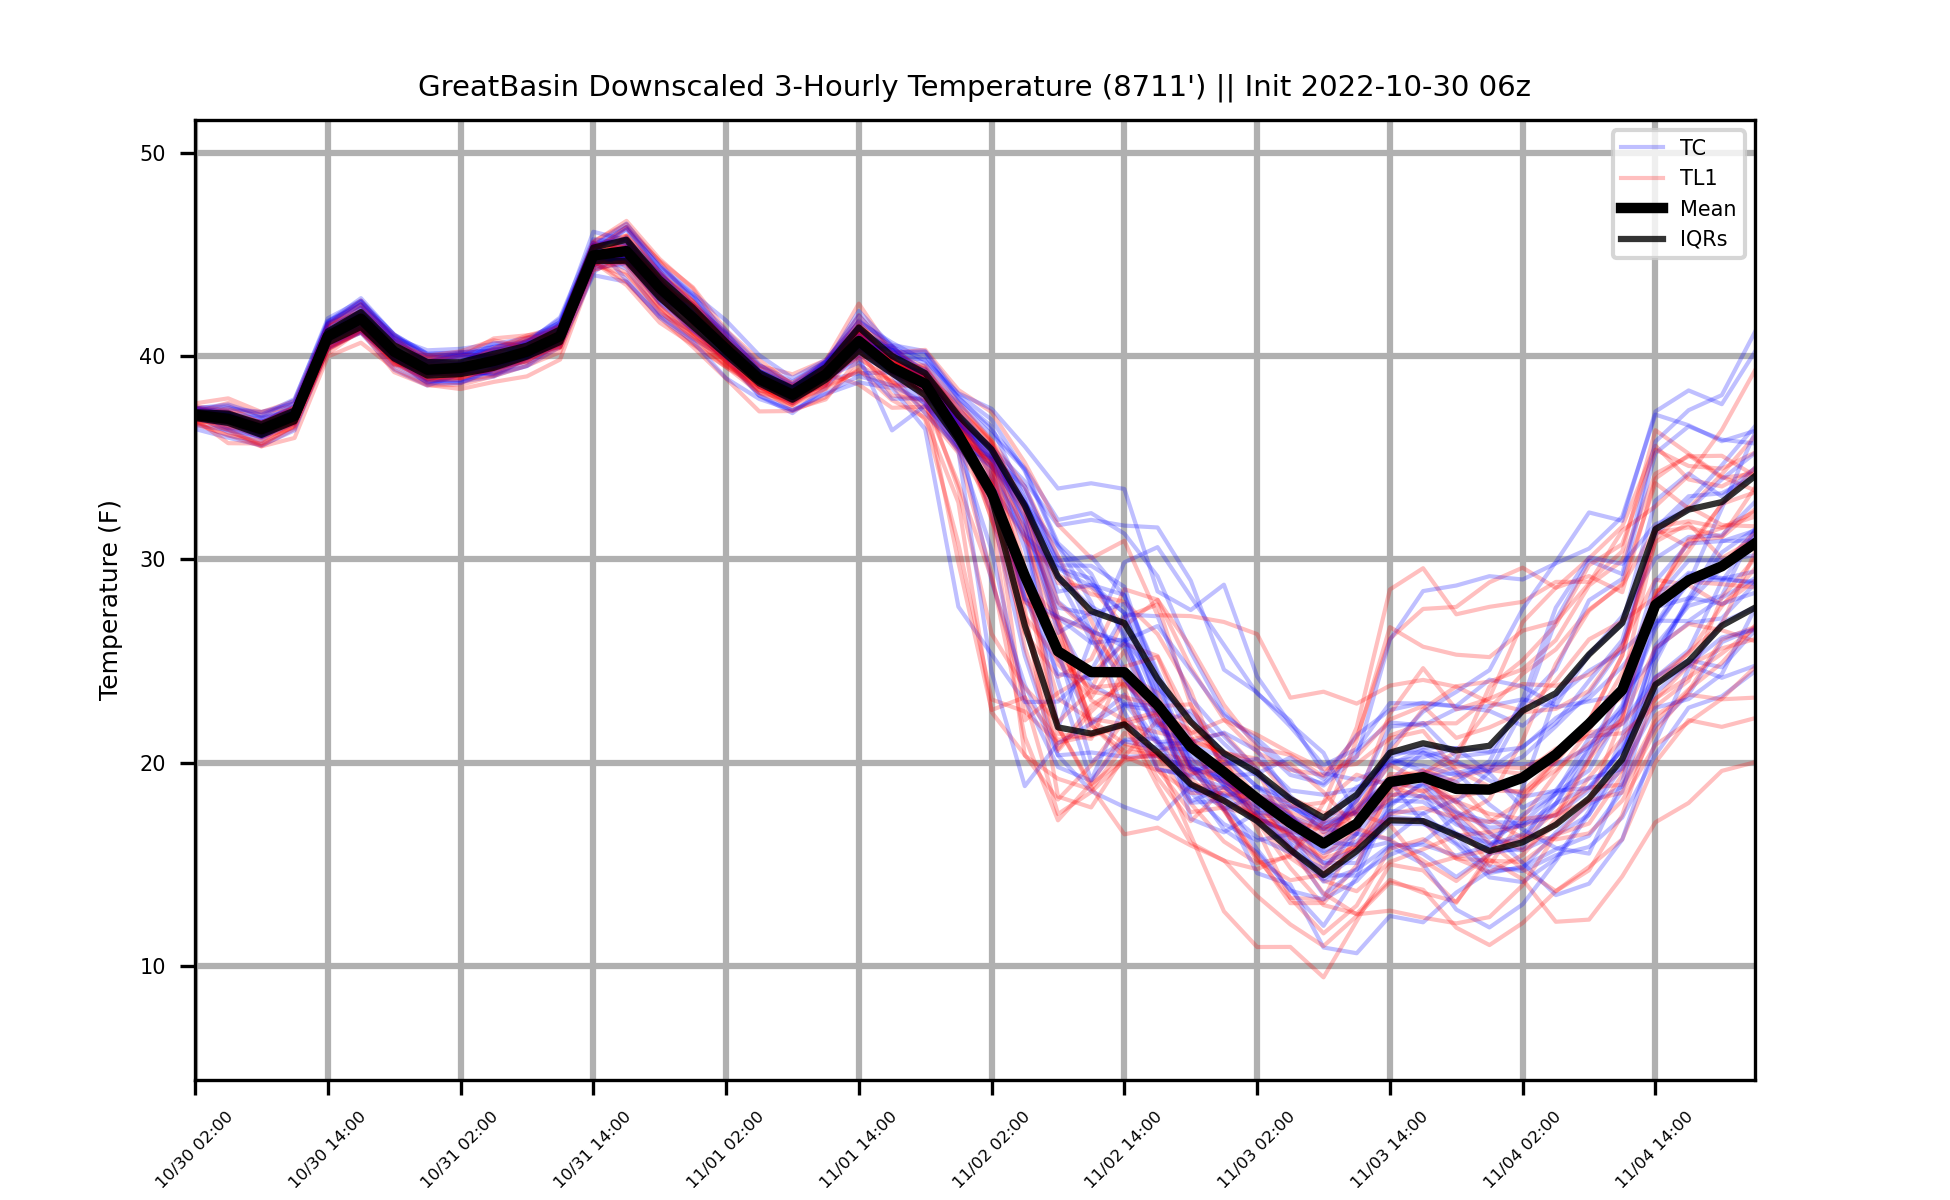 GreatBasin Downscaled 3-Hourly Temperature (8711') || Init 2022-10-30 06z
TC
TL1
Mean
IQRs
Temperature (F)
50
40
30
20
10
10/30 02:00
10/30 14:00
10/31 02:00
10/31 14:00
11/01 02:00
11/01 14:00
11/02 02:00
11/02 14:00
11/03 02:00
11/03 14:00
11/04 02:00
11/04 14:00